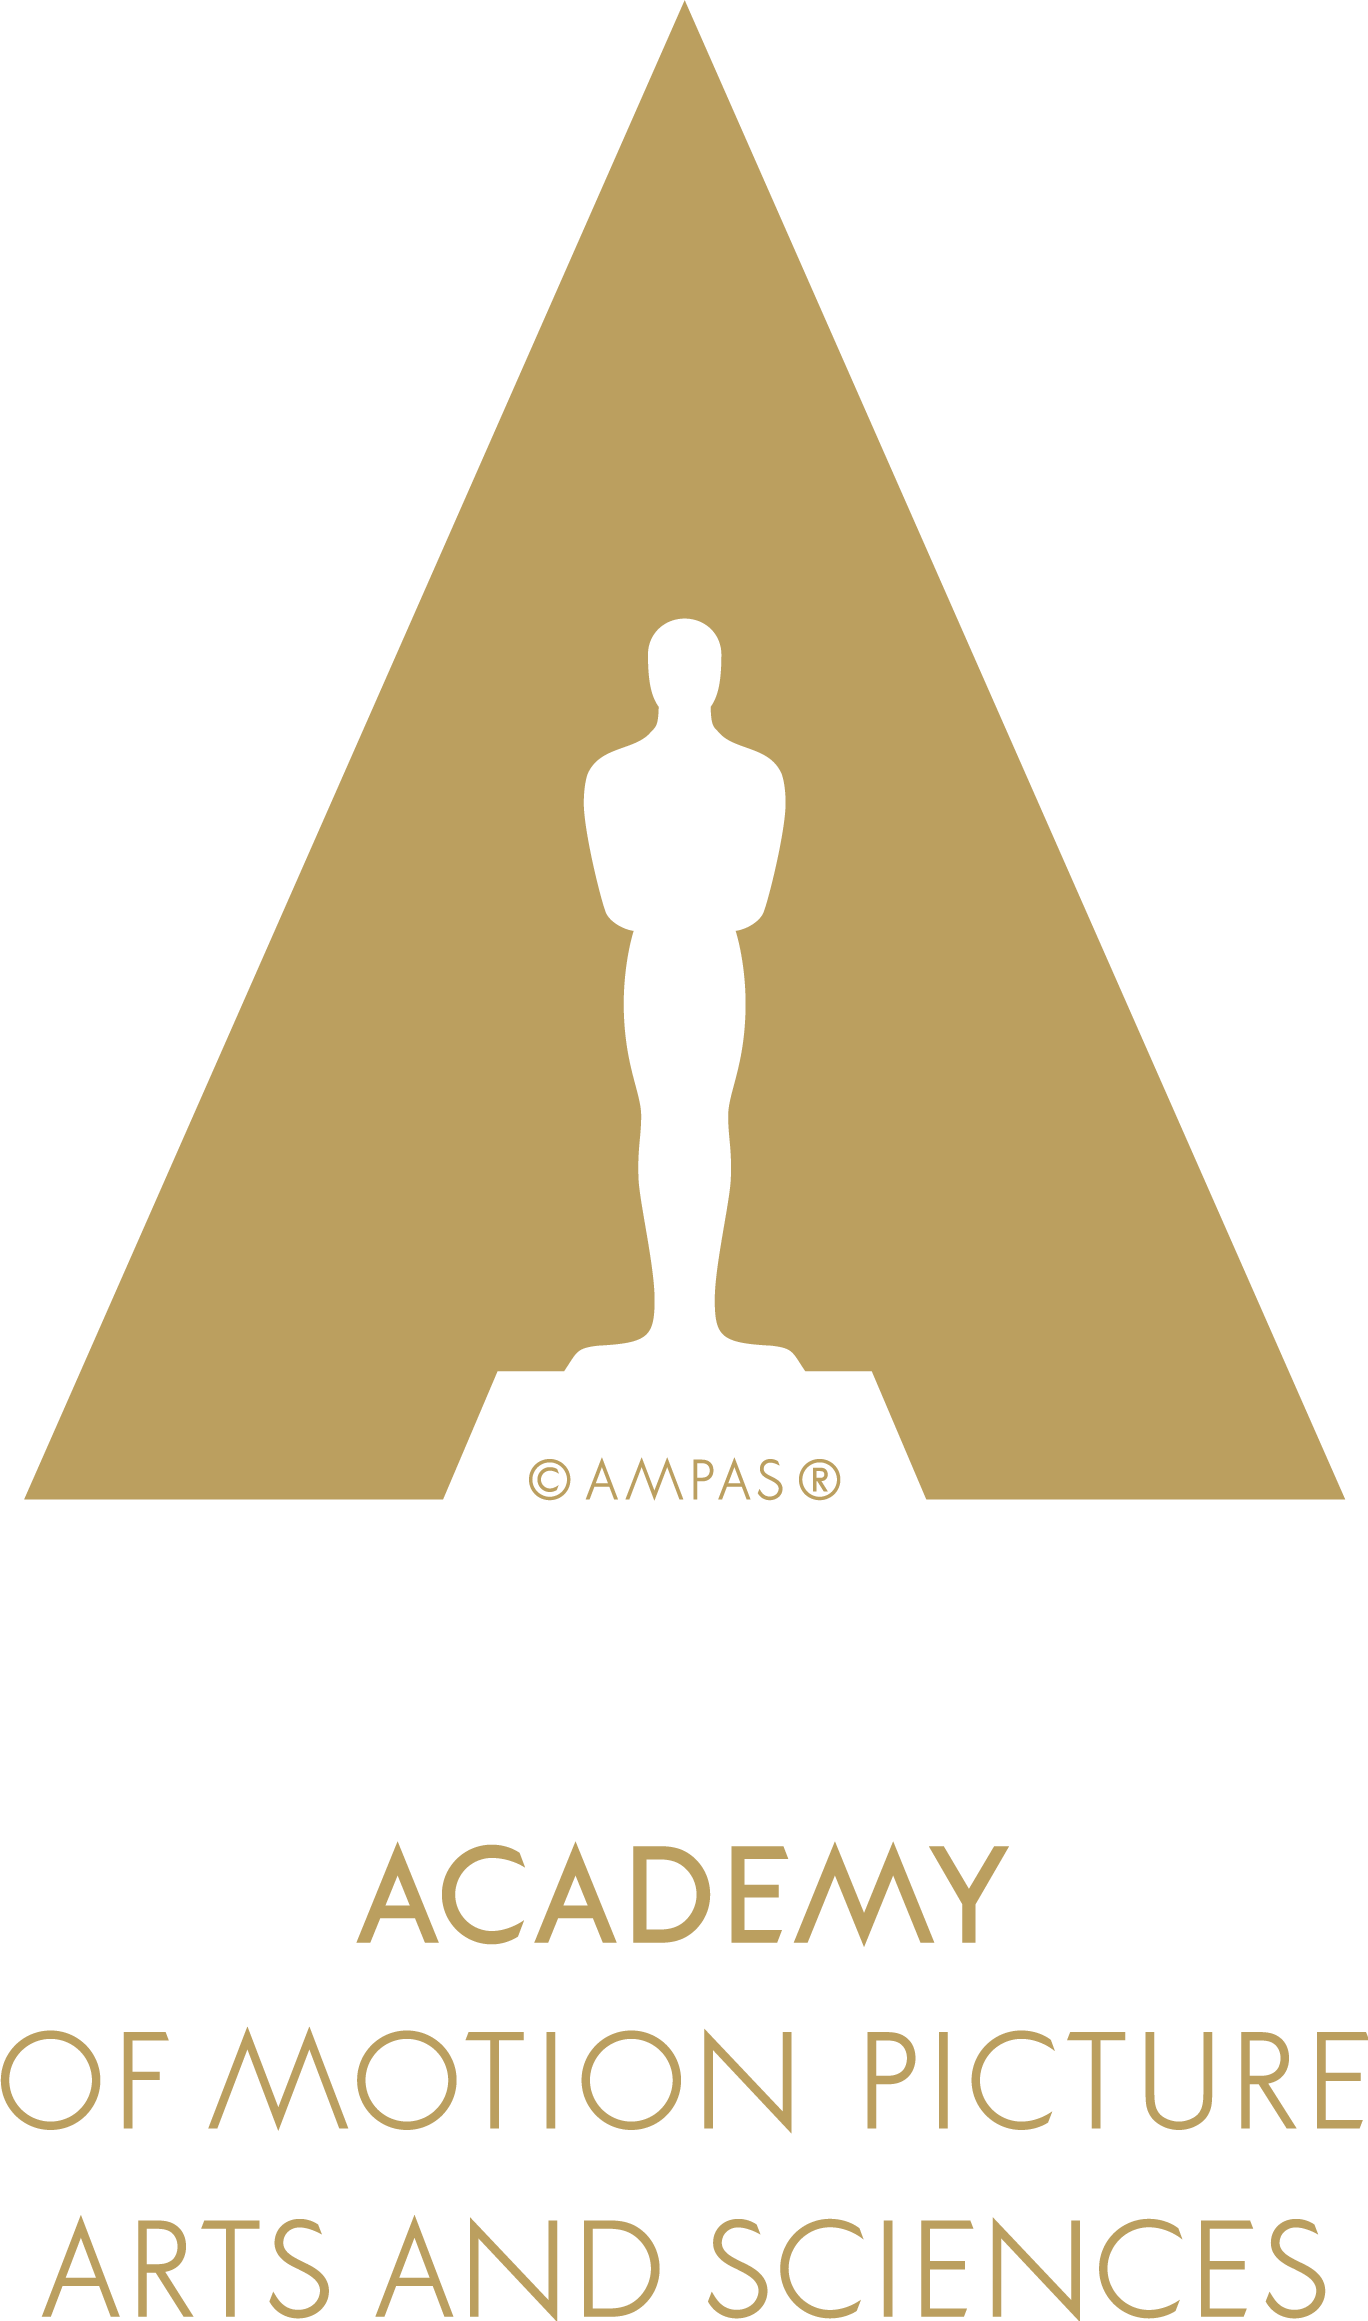 © AMPAS ®
ACADEMY
OF MOTION PICTURE
ARTS AND SCIENCES